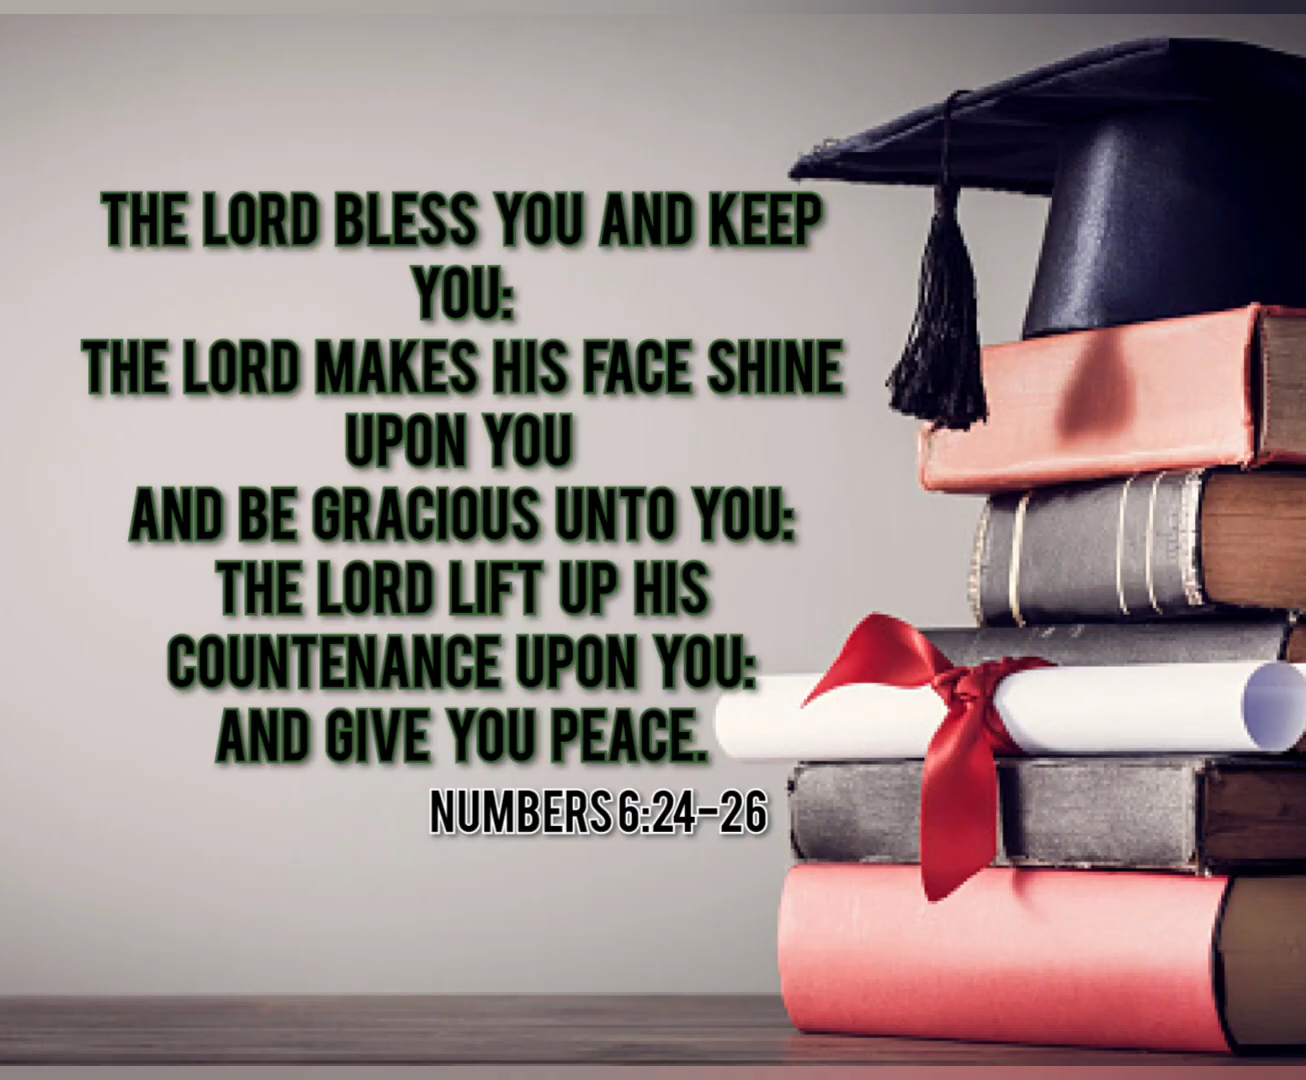 THE LORD BLESS YOU AND KEEP
YOU:
THE LORD MAKES HIS FACE SHINE
UPON YOU
AND BE GRACIOUS UNTO YOU:
THE LORD LIFT UP HIS
COUNTENANCE UPON YOU:
AND GIVE YOU PEACE.
NUMBERS 6:24-26